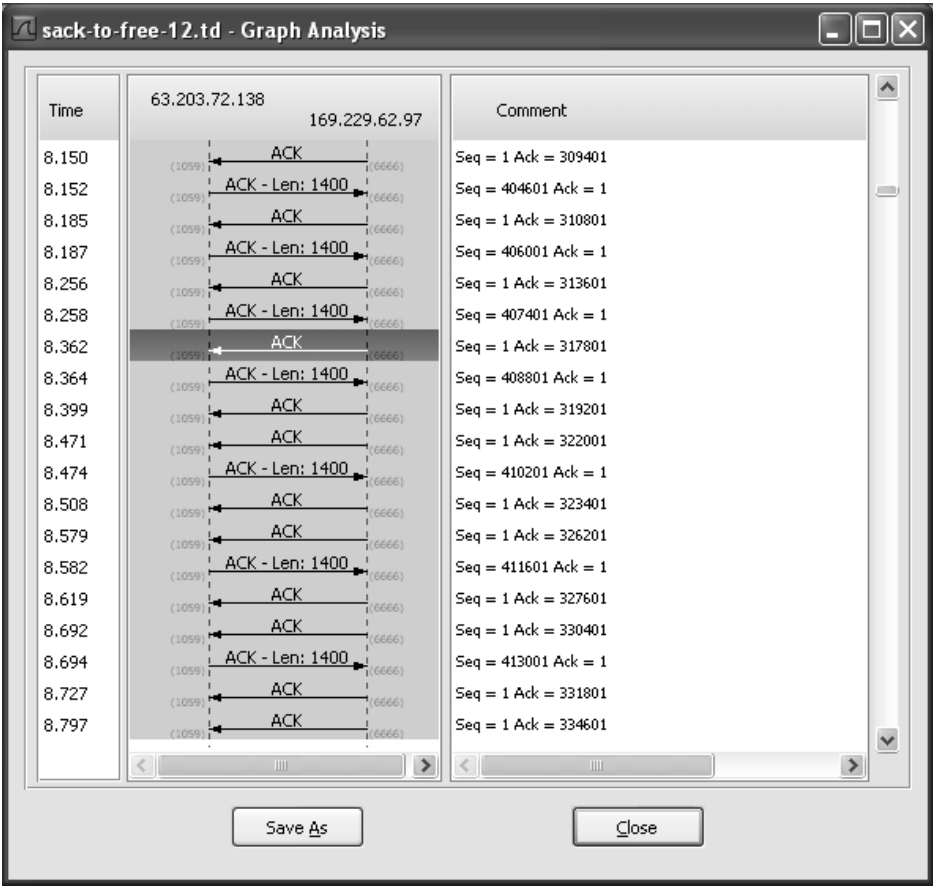 sack-to-free-12.td - Graph Analysis
Time 63.203.72.138 169.229.62.97 Comment
8.150 (1059) ACK (6666) Seq = 1 Ack = 309401
8.152 (1059) ACK - Len: 1400 (6666) Seq = 404601 Ack = 1
8.185 (1059) ACK (6666) Seq = 1 Ack = 310801
8.187 (1059) ACK - Len: 1400 (6666) Seq = 406001 Ack = 1
8.256 (1059) ACK (6666) Seq = 1 Ack = 313601
8.258 (1059) ACK - Len: 1400 (6666) Seq = 407401 Ack = 1
8.362 (1059) ACK (6666) Seq = 1 Ack = 317801
8.364 (1059) ACK - Len: 1400 (6666) Seq = 408801 Ack = 1
8.399 (1059) ACK (6666) Seq = 1 Ack = 319201
8.471 (1059) ACK (6666) Seq = 1 Ack = 322001
8.474 (1059) ACK - Len: 1400 (6666) Seq = 410201 Ack = 1
8.508 (1059) ACK (6666) Seq = 1 Ack = 323401
8.579 (1059) ACK (6666) Seq = 1 Ack = 326201
8.582 (1059) ACK - Len: 1400 (6666) Seq = 411601 Ack = 1
8.619 (1059) ACK (6666) Seq = 1 Ack = 327601
8.692 (1059) ACK (6666) Seq = 1 Ack = 330401
8.694 (1059) ACK - Len: 1400 (6666) Seq = 413001 Ack = 1
8.727 (1059) ACK (6666) Seq = 1 Ack = 331801
8.797 (1059) ACK (6666) Seq = 1 Ack = 334601
Save As Close